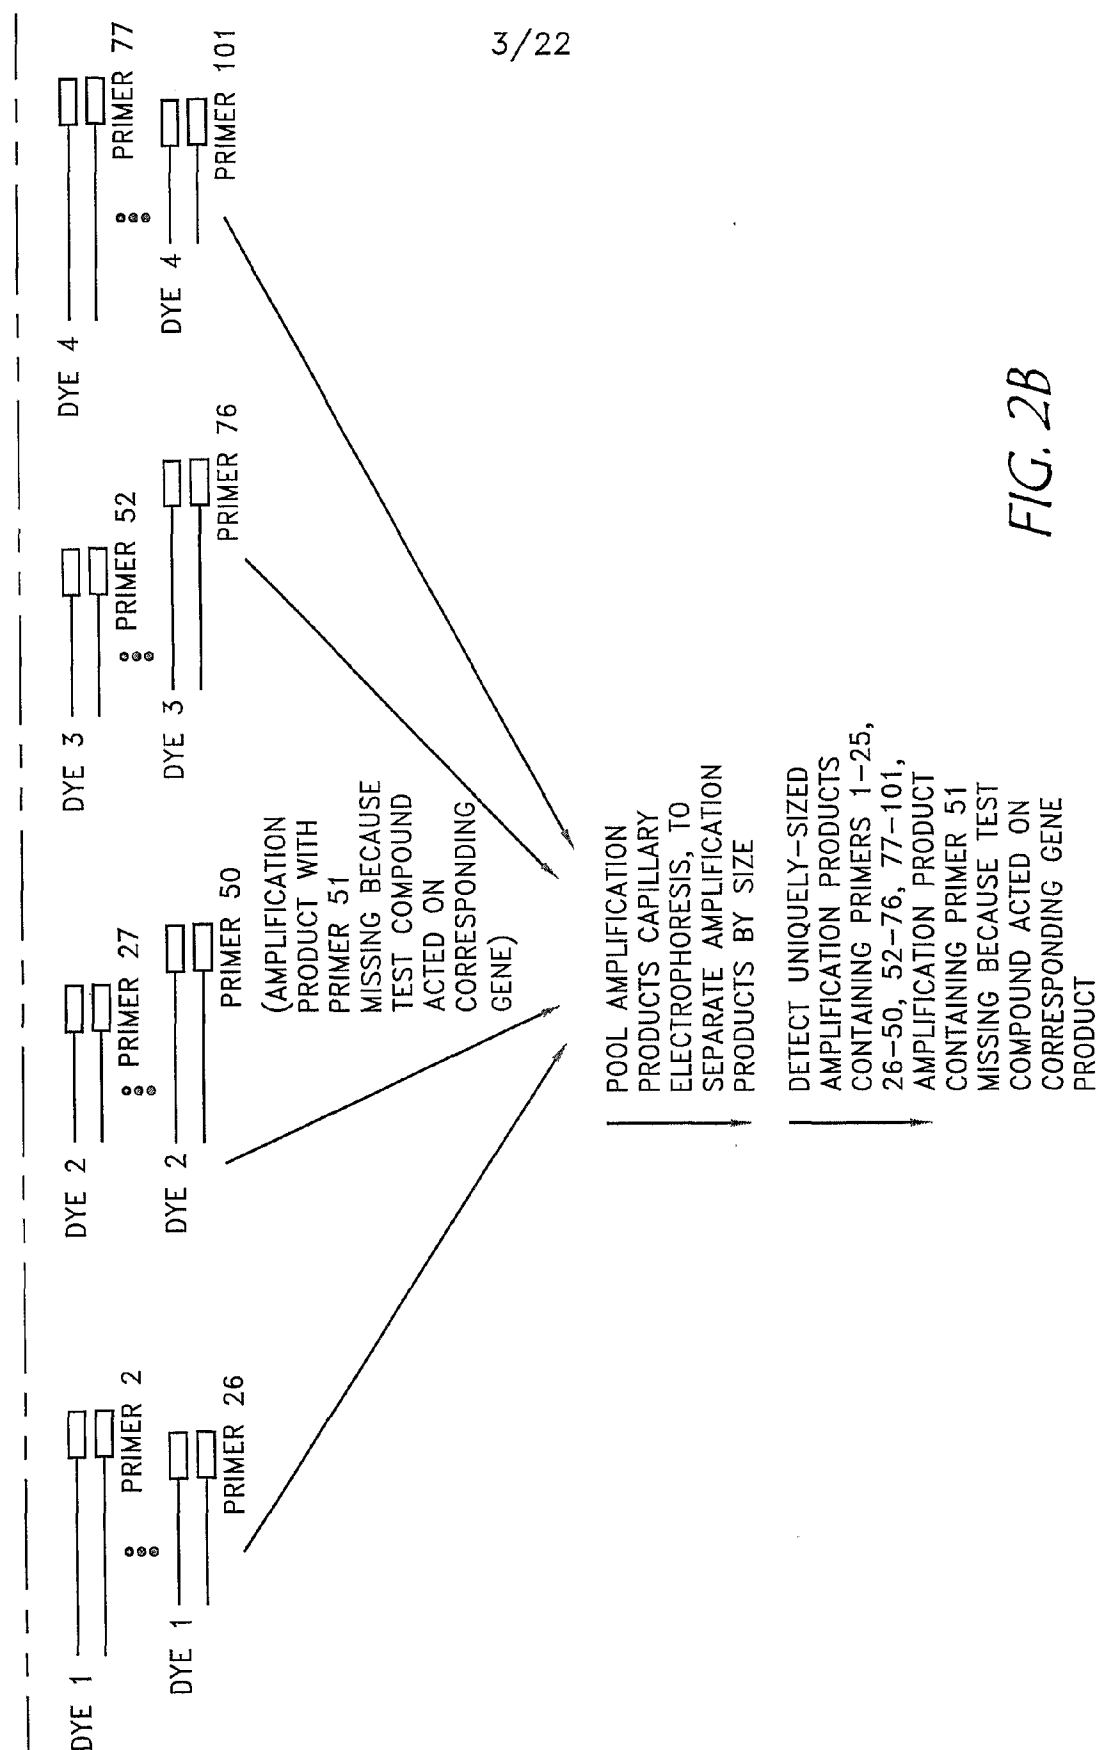 3/22
DYE 1
PRIMER 2
DYE 1
PRIMER 26
DYE 2
PRIMER 27
DYE 2
PRIMER 50
(AMPLIFICATION
PRODUCT WITH
PRIMER 51
MISSING BECAUSE
TEST COMPOUND
ACTED ON
CORRESPONDING
GENE)
DYE 3
PRIMER 52
DYE 3
PRIMER 76
DYE 4
PRIMER 77
DYE 4
PRIMER 101
POOL AMPLIFICATION
PRODUCTS CAPILLARY
ELECTROPHORESIS, TO
SEPARATE AMPLIFICATION
PRODUCTS BY SIZE
DETECT UNIQUELY-SIZED
AMPLIFICATION PRODUCTS
CONTAINING PRIMERS 1-25,
26-50, 52-76, 77-101,
AMPLIFICATION PRODUCT
CONTAINING PRIMER 51
MISSING BECAUSE TEST
COMPOUND ACTED ON
CORRESPONDING GENE
PRODUCT
FIG. 2B